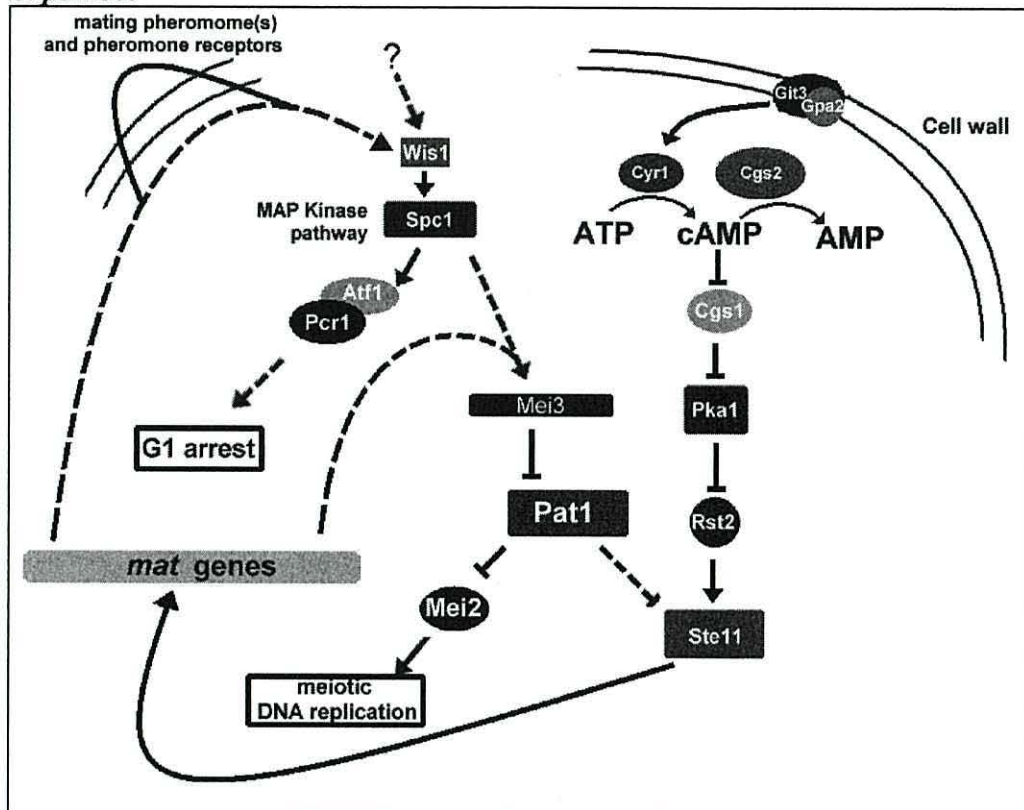 mating pheromome(s)
and pheromone receptors
?
Git3
Gpa2
Cell wall
Wis1
Cyr1
Cgs2
MAP Kinase
pathway
Spc1
ATP
cAMP
AMP
Atf1
Pcr1
Cgs1
Mei3
Pka1
G1 arrest
Pat1
Rst2
mat genes
Mei2
Ste11
meiotic
DNA replication